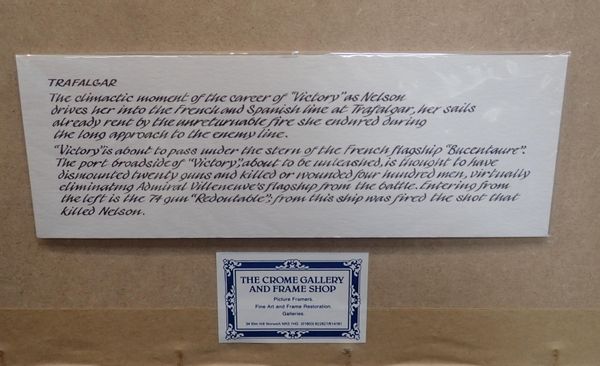 TRAFALGAR
The climactic moment of the career of "Victory" as Nelson
drives her into the French and Spanish line at Trafalgar, her sails
already rent by the unreturnable fire she endured during
the long approach to the enemy line.
"Victory" is about to pass under the stern of the French flagship "Bucentaure".
The port broadside of "Victory", about to be unleashed, is thought to have
dismounted twenty guns and killed or wounded four hundred men, virtually
eliminating Admiral Villeneuve's flagship from the battle. Entering from
the left is the 74 gun "Redoutable"; from this ship was fired the shot that
killed Nelson.
THE CROME GALLERY
AND FRAME SHOP
Picture Framers.
Fine Art and Frame Restoration.
Galleries.
34 Elm Hill Norwich NR3 1HG